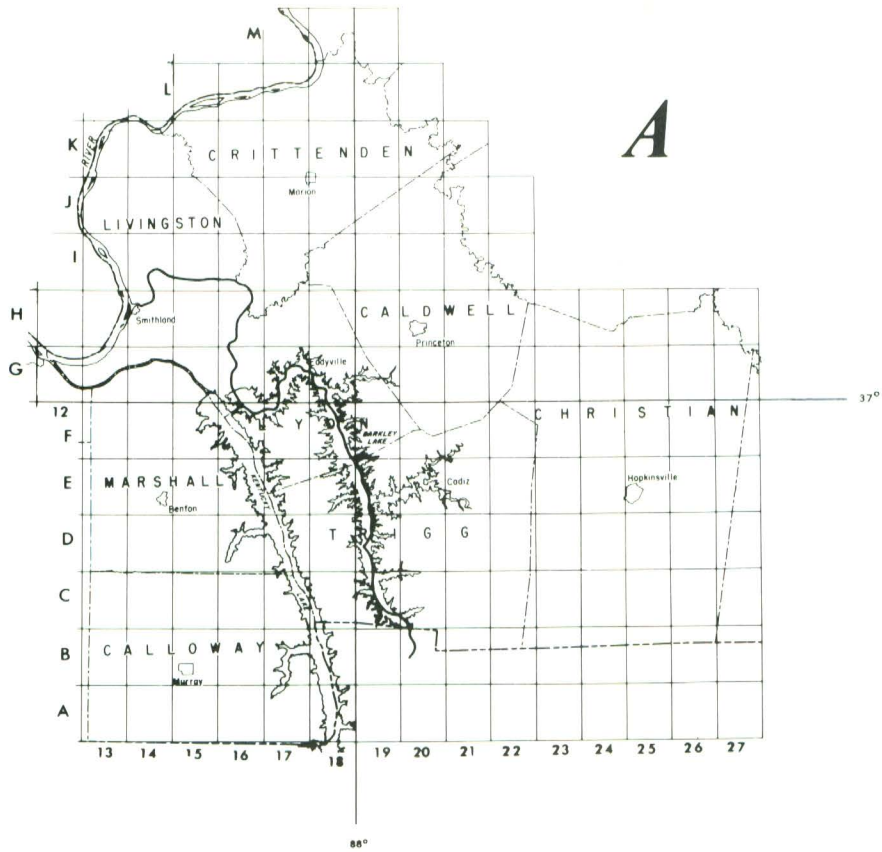 M
L
A
K
RIVER
CRITTENDEN
Marion
J
LIVINGSTON
I
H
Smithland
CALDWELL
Princeton
G
Eddyville
37°
12
CHRISTIAN
F
YON
BARKLEY
LAKE
E
MARSHALL
Cadiz
Hopkinsville
Benton
D
TRIGG
C
B
CALLOWAY
Murray
A
13 14 15 16 17 18 19 20 21 22 23 24 25 26 27
88°